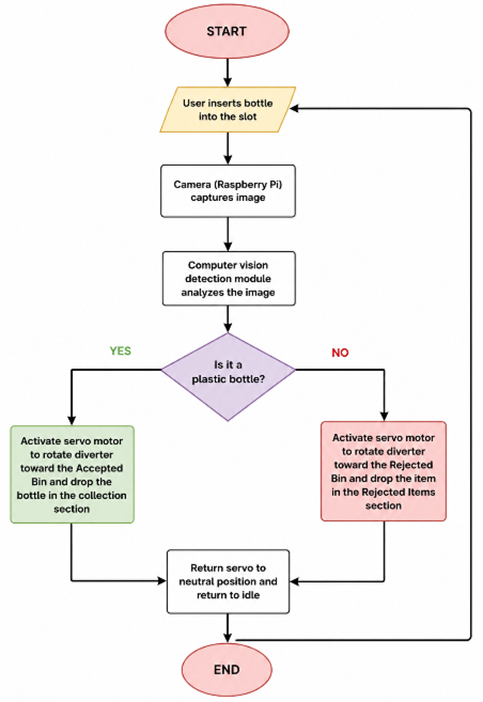 START
User inserts bottle
into the slot
Camera (Raspberry Pi)
captures image
Computer vision
detection module
analyzes the image
Is it a
plastic bottle?
YES
NO
Activate servo motor
to rotate diverter
toward the Accepted
Bin and drop the
bottle in the collection
section
Activate servo motor
to rotate diverter
toward the Rejected
Bin and drop the item
in the Rejected Items
section
Return servo to
neutral position and
return to idle
END